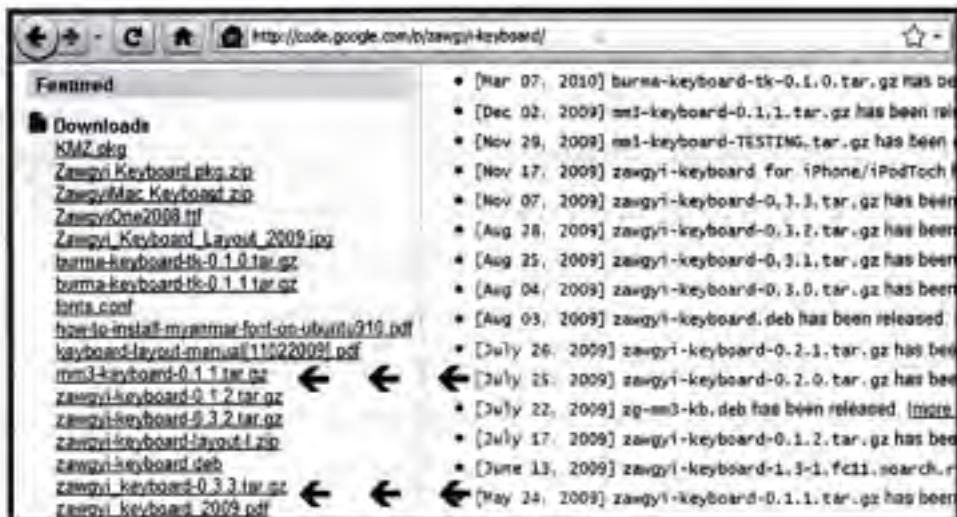 http://code.google.com/p/zawgyi-keyboard/
Featured
Downloads
KMZ.pkg
Zawgyi Keyboard.pkg.zip
ZawgyiMac Keyboard.zip
ZawgyiOne2008.ttf
Zawgyi_Keyboard_Layout_2009.jpg
burma-keyboard-tk-0.1.0.tar.gz
burma-keyboard-tk-0.1.1.tar.gz
fonts.conf
how-to-install-myanmar-font-on-ubuntu910.pdf
keyboard-layout-manual[11022009].pdf
mm3-keyboard-0.1.1.tar.gz
zawgyi-keyboard-0.1.2.tar.gz
zawgyi-keyboard-0.3.2.tar.gz
zawgyi-keyboard-layout-I.zip
zawgyi-keyboard.deb
zawgyi_keyboard-0.3.3.tar.gz
zawgyi_keyboard_2009.pdf
[Mar 07, 2010] burma-keyboard-tk-0.1.0.tar.gz has be
[Dec 02, 2009] mm3-keyboard-0.1.1.tar.gz has been rel
[Nov 29, 2009] mm3-keyboard-TESTING.tar.gz has been
[Nov 17, 2009] zawgyi-keyboard for iPhone/iPodToch
[Nov 07, 2009] zawgyi-keyboard-0.3.3.tar.gz has been
[Aug 28, 2009] zawgyi-keyboard-0.3.2.tar.gz has been
[Aug 25, 2009] zawgyi-keyboard-0.3.1.tar.gz has been
[Aug 04, 2009] zawgyi-keyboard-0.3.0.tar.gz has been
[Aug 03, 2009] zawgyi-keyboard.deb has been released.
[July 26, 2009] zawgyi-keyboard-0.2.1.tar.gz has bee
[July 25, 2009] zawgyi-keyboard-0.2.0.tar.gz has bee
[July 22, 2009] zg-mm3-kb.deb has been released. [more
[July 17, 2009] zawgyi-keyboard-0.1.2.tar.gz has bee
[June 13, 2009] zawgyi-keyboard-1.3-1.fc11.noarch.r
[May 24, 2009] zawgyi-keyboard-0.1.1.tar.gz has been